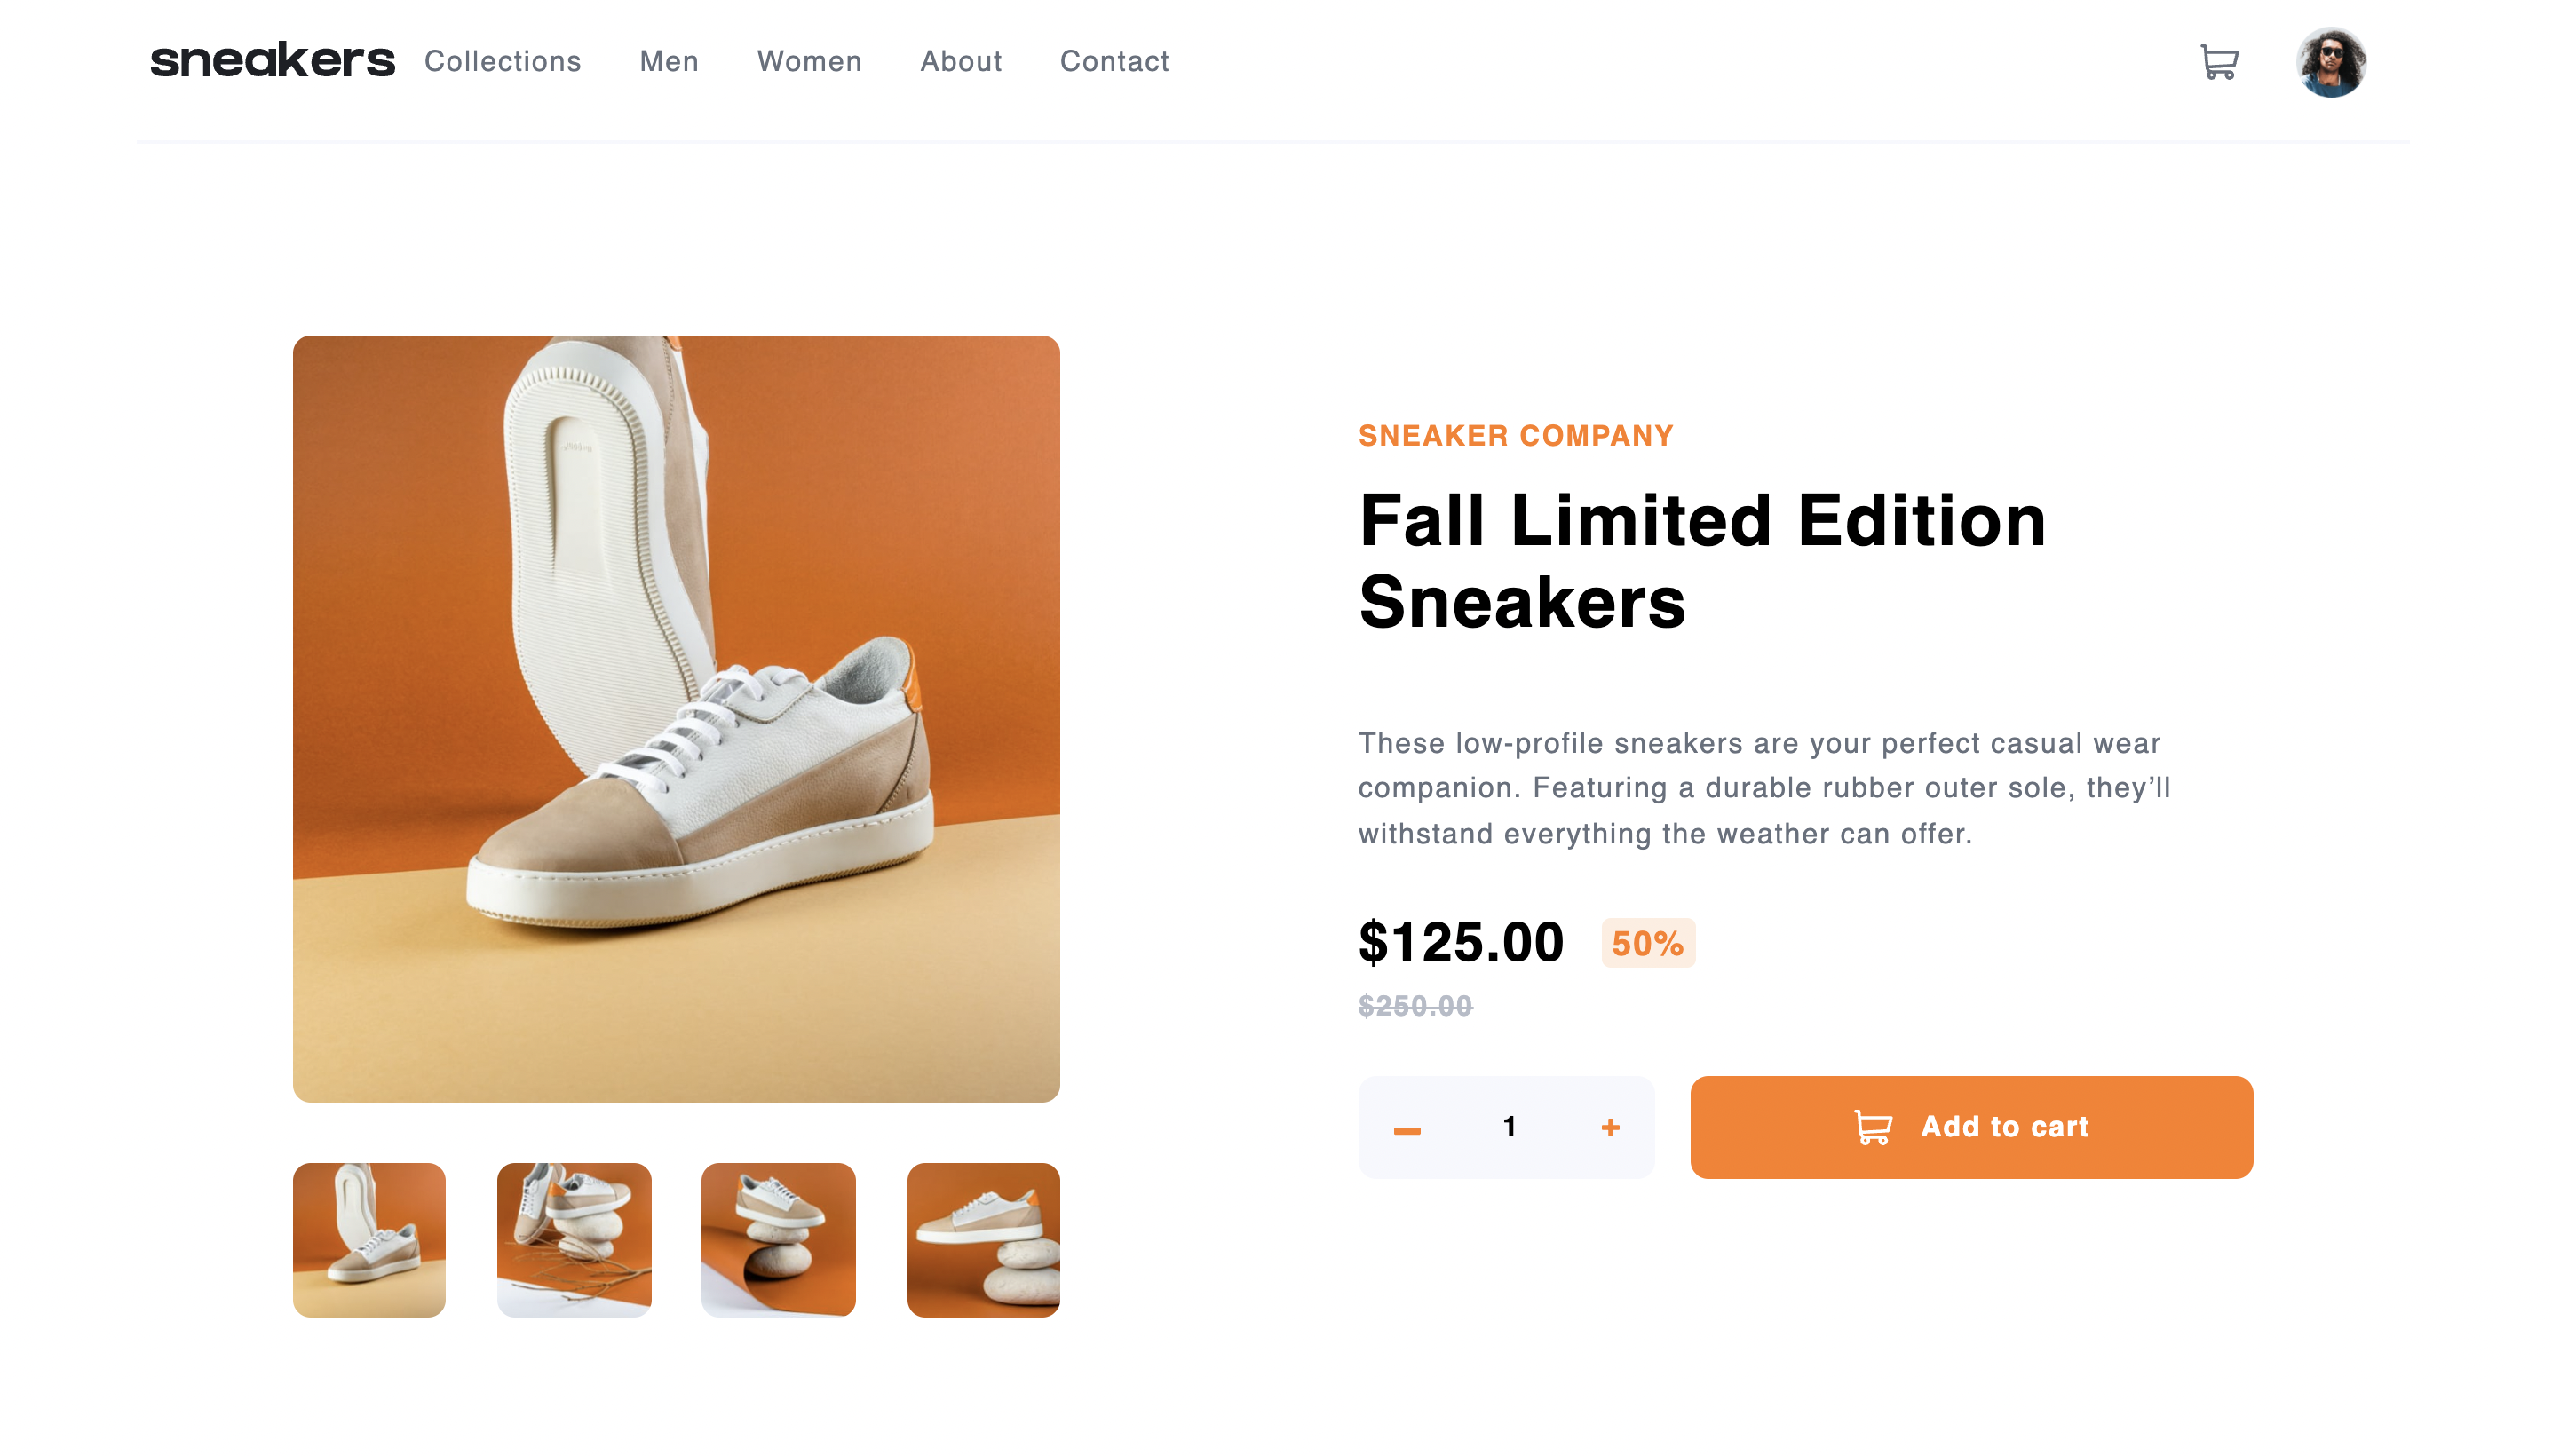 sneakers Collections Men Women About Contact
SNEAKER COMPANY
Fall Limited Edition
Sneakers
These low-profile sneakers are your perfect casual wear
companion. Featuring a durable rubber outer sole, they’ll
withstand everything the weather can offer.
$125.00 50%
$250.00
1 + Add to cart